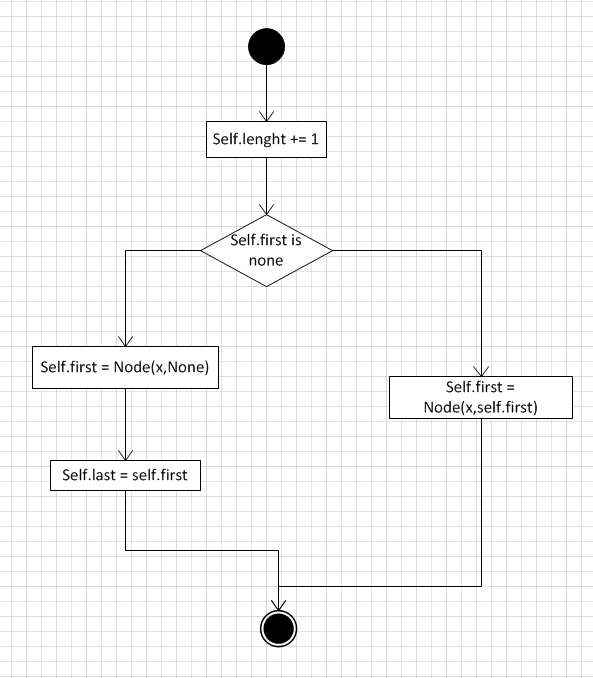 Self.lenght += 1
Self.first is
none
Self.first = Node(x,None)
Self.first =
Node(x,self.first)
Self.last = self.first